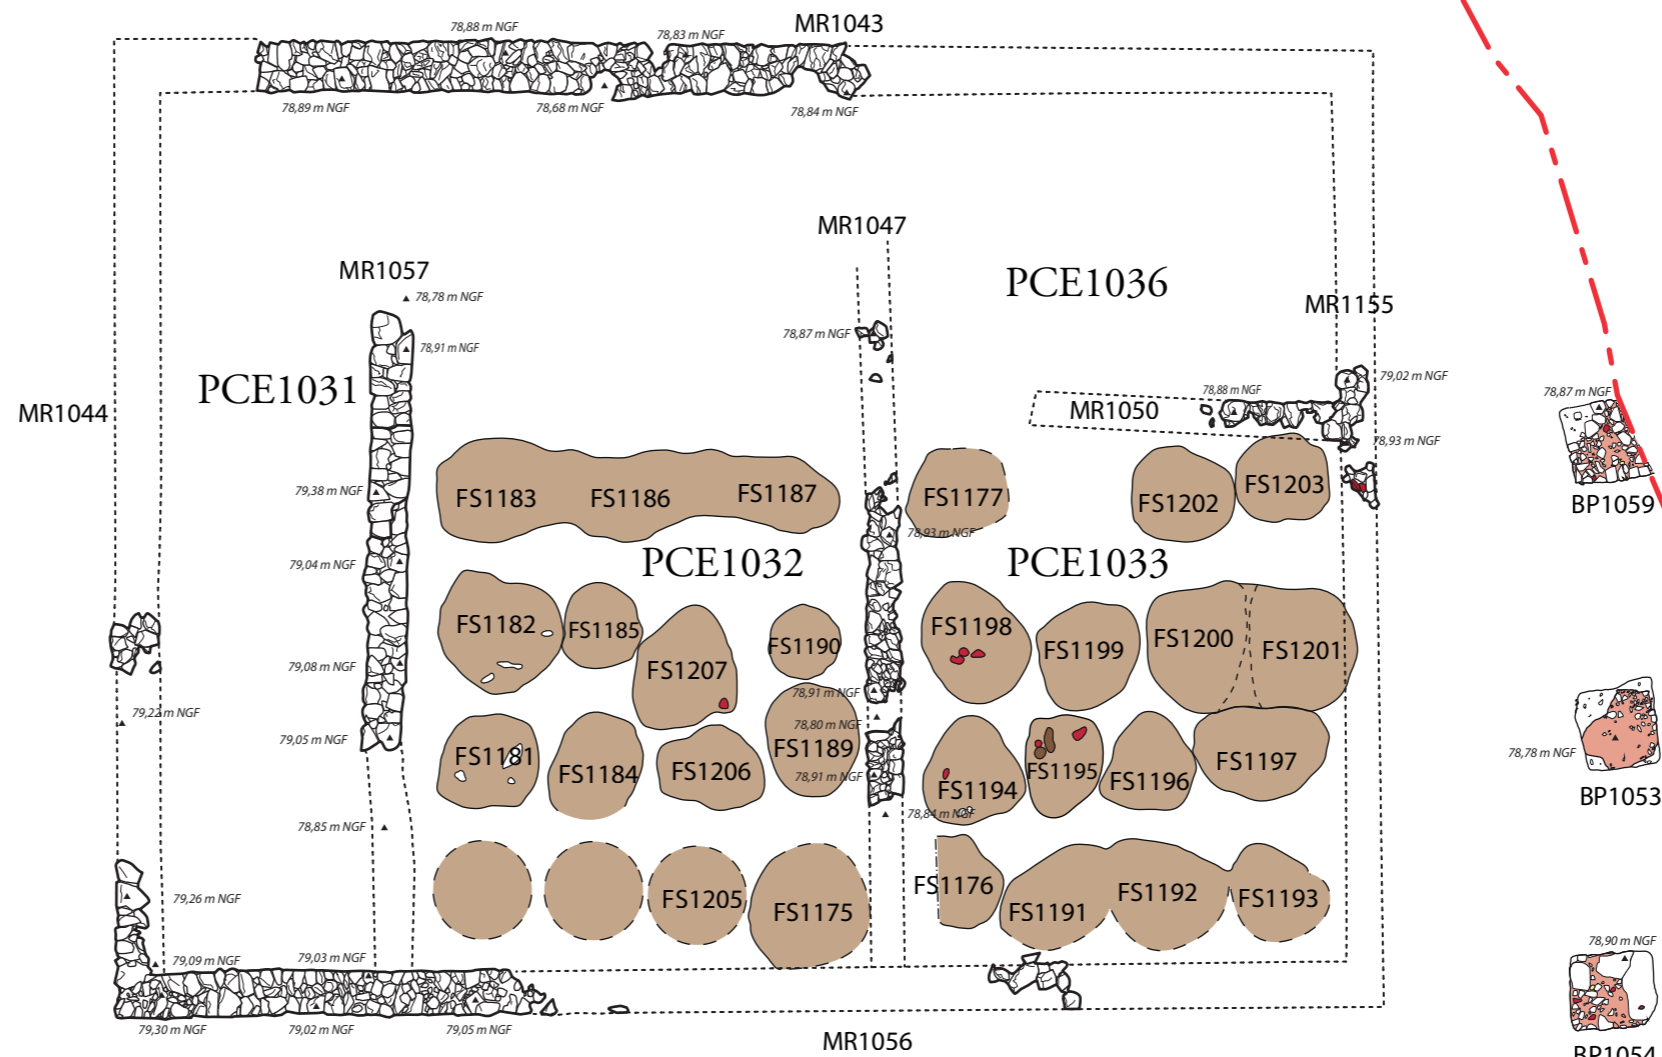 78,88 m NGF
78,83 m NGF
MR1043
78,89 m NGF
78,68 m NGF
78,84 m NGF
MR1047
MR1057
78,78 m NGF
PCE1036
MR1155
78,87 m NGF
78,91 m NGF
PCE1031
79,02 m NGF
78,88 m NGF
78,87 m NGF
MR1044
MR1050
78,93 m NGF
79,38 m NGF
FS1183
FS1186
FS1187
FS1177
FS1202
FS1203
BP1059
78,93 m NGF
79,04 m NGF
PCE1032
PCE1033
FS1182
FS1185
FS1190
FS1198
FS1199
FS1200
FS1201
79,08 m NGF
FS1207
78,91 m NGF
79,22 m NGF
78,80 m NGF
79,05 m NGF
FS1181
FS1184
FS1206
FS1189
78,91 m NGF
FS1194
FS1195
FS1196
FS1197
78,78 m NGF
BP1053
78,84 m NGF
78,85 m NGF
79,26 m NGF
FS1205
FS1175
FS1176
FS1191
FS1192
FS1193
79,09 m NGF
79,03 m NGF
78,90 m NGF
79,30 m NGF
79,02 m NGF
79,05 m NGF
MR1056
BP1054